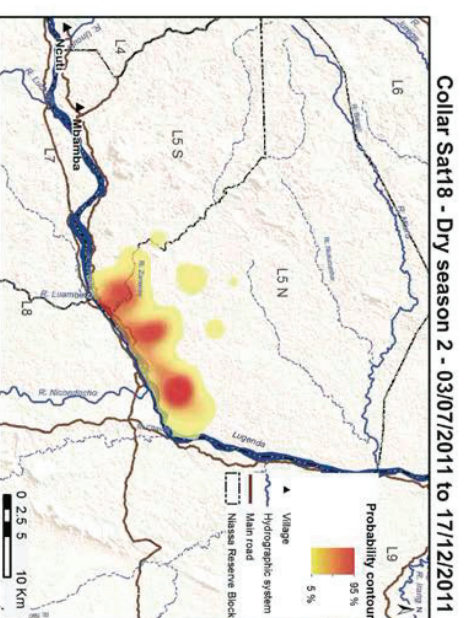 Collar Sat18 - Dry season 2 - 03/07/2011 to 17/12/2011
L6
L4
L5 S
L5 N
L7
L8
L9
Ncuti
Mbamba
R. Luambe
R. Nicondocho
Lugenda
Probability contour
95 %
5 %
Village
Hydrographic system
Main road
Niassa Reserve Block
0 2.5 5 10 Km